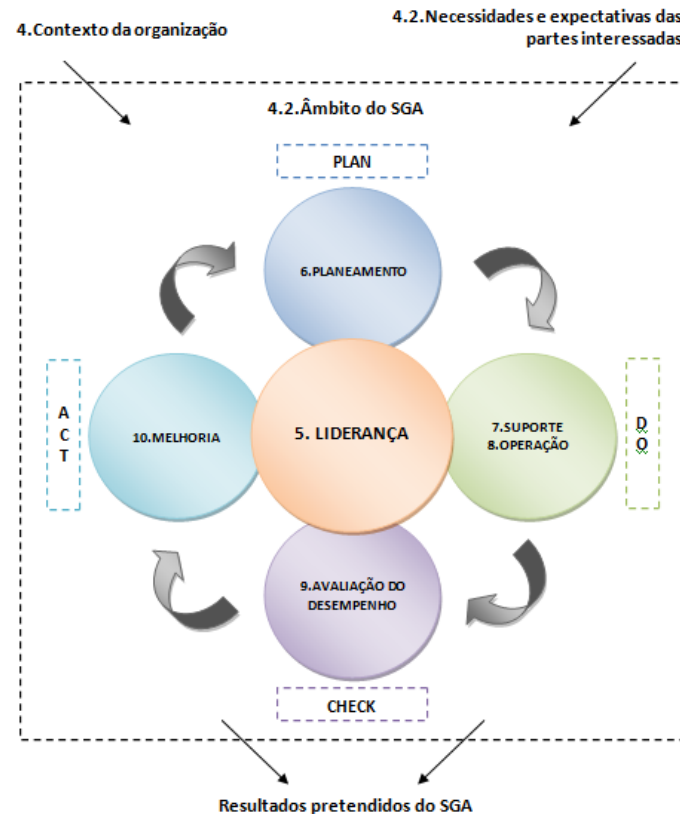 4.Contexto da organização
4.2.Necessidades e expectativas das
partes interessadas
4.2.Âmbito do SGA
PLAN
6.PLANEAMENTO
A
C
T
10.MELHORIA
5. LIDERANÇA
7.SUPORTE
8.OPERAÇÃO
D
O
9.AVALIAÇÃO DO
DESEMPENHO
CHECK
Resultados pretendidos do SGA